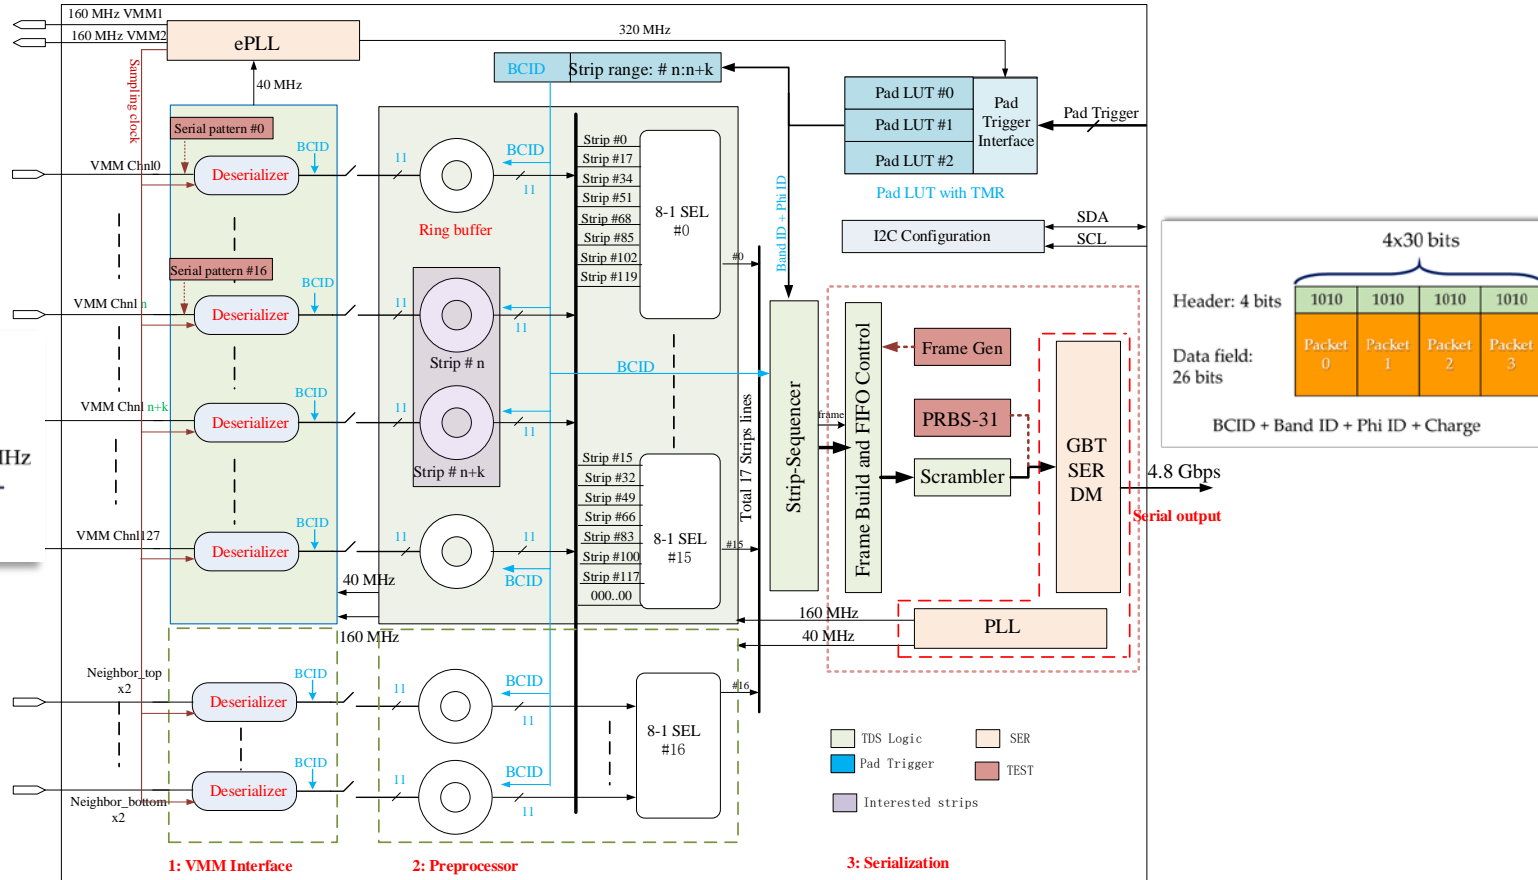 160 MHz VMM1
160 MHz VMM2
ePLL
320 MHz
40 MHz
Sampling clock
BCID
Strip range: # n:n+k
Pad LUT #0
Pad LUT #1
Pad LUT #2
Pad
Trigger
Interface
Pad Trigger
Pad LUT with TMR
I2C Configuration
SDA
SCL
Band ID + Phi ID
Serial pattern #0
VMM Chnl0
Deserializer
BCID
11
Ring buffer
BCID
11
Strip #0
Strip #17
Strip #34
Strip #51
Strip #68
Strip #85
Strip #102
Strip #119
8-1 SEL
#0
#0
Serial pattern #16
VMM Chnl n
Deserializer
BCID
11
Strip # n
BCID
11
BCID
VMM Chnl n+k
Deserializer
BCID
11
Strip # n+k
BCID
11
Strip #15
Strip #32
Strip #49
Strip #66
Strip #83
Strip #100
Strip #117
000..00
8-1 SEL
#15
#15
Total 17 Strips lines
VMM Chnl127
Deserializer
BCID
11
11
BCID
40 MHz
160 MHz
Strip-Sequencer
frame
Frame Build and FIFO Control
Frame Gen
PRBS-31
Scrambler
GBT
SER
DM
4.8 Gbps
Serial output
PLL
160 MHz
40 MHz
Neighbor_top
x2
Deserializer
BCID
11
BCID
11
8-1 SEL
#16
#16
Neighbor_bottom
x2
Deserializer
BCID
11
BCID
11
TDS Logic
SER
Pad Trigger
TEST
Interested strips
1: VMM Interface
2: Preprocessor
3: Serialization
4x30 bits
Header: 4 bits
1010 1010 1010 1010
Data field:
26 bits
Packet 0
Packet 1
Packet 2
Packet 3
BCID + Band ID + Phi ID + Charge